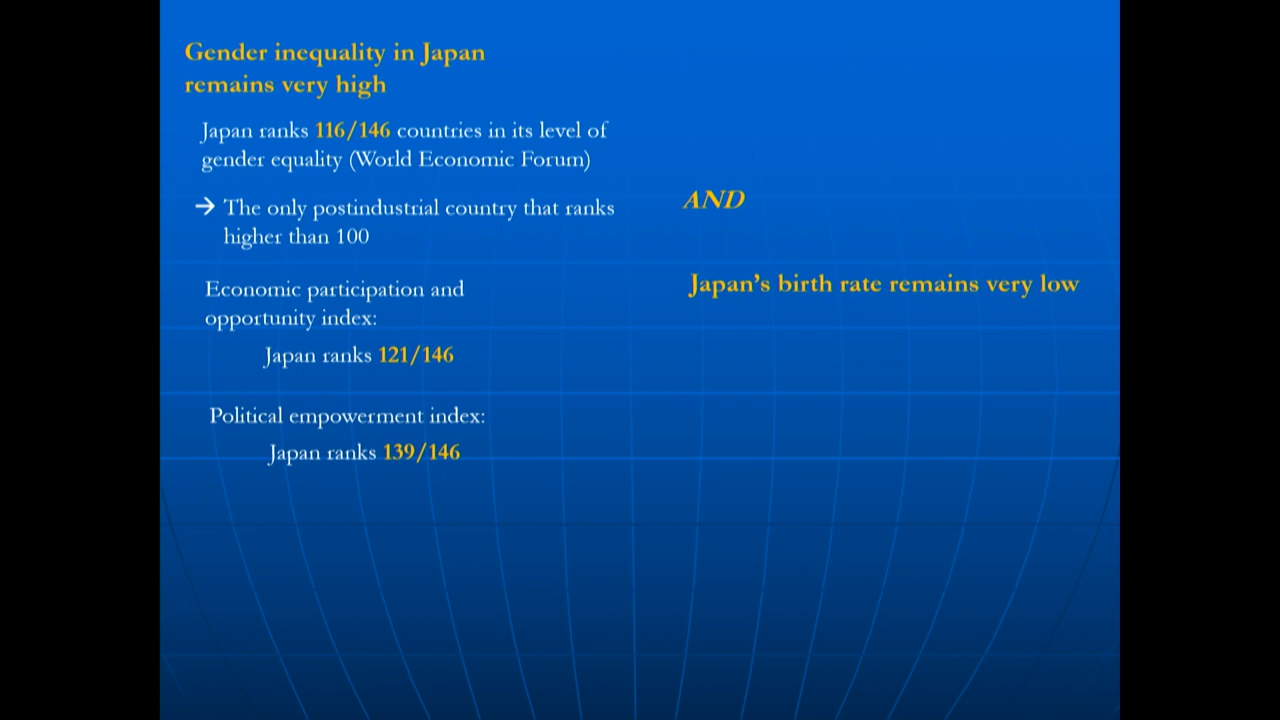 Gender inequality in Japan
remains very high
Japan ranks 116/146 countries in its level of
gender equality (World Economic Forum)
→ The only postindustrial country that ranks
higher than 100
Economic participation and
opportunity index:
Japan ranks 121/146
Political empowerment index:
Japan ranks 139/146
AND
Japan's birth rate remains very low